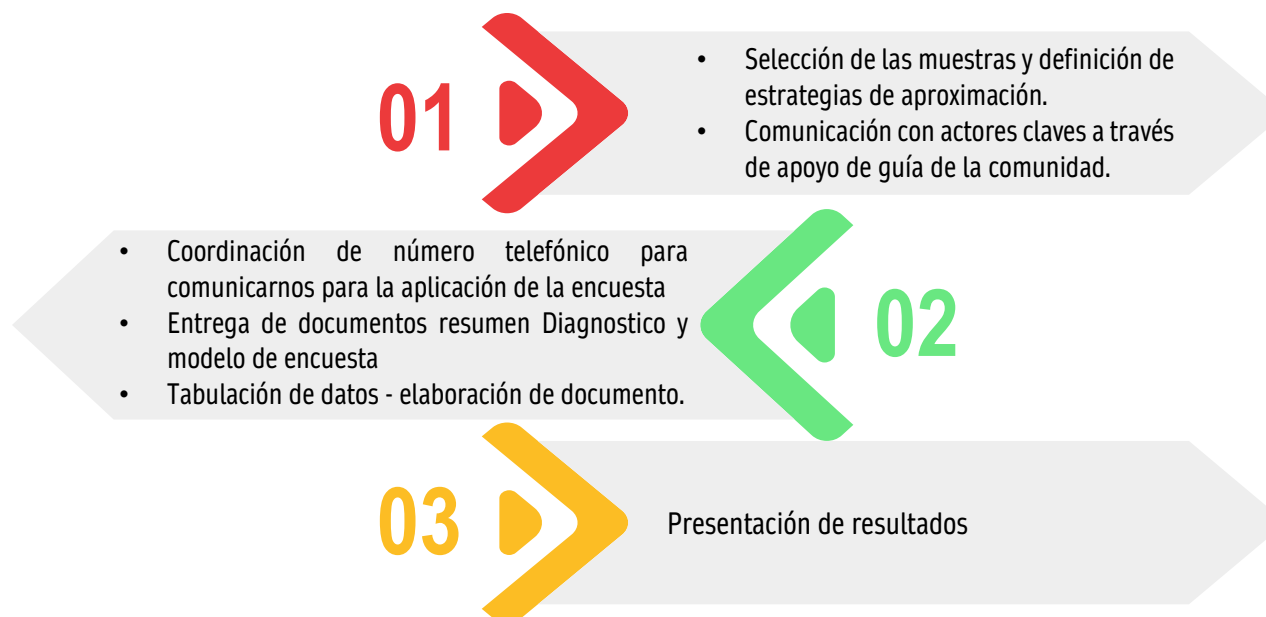 01
• Selección de las muestras y definición de
estrategias de aproximación.
• Comunicación con actores claves a través
de apoyo de guía de la comunidad.
• Coordinación de número telefónico para
comunicarnos para la aplicación de la encuesta
• Entrega de documentos resumen Diagnostico y
modelo de encuesta
• Tabulación de datos - elaboración de documento.
02
03
Presentación de resultados